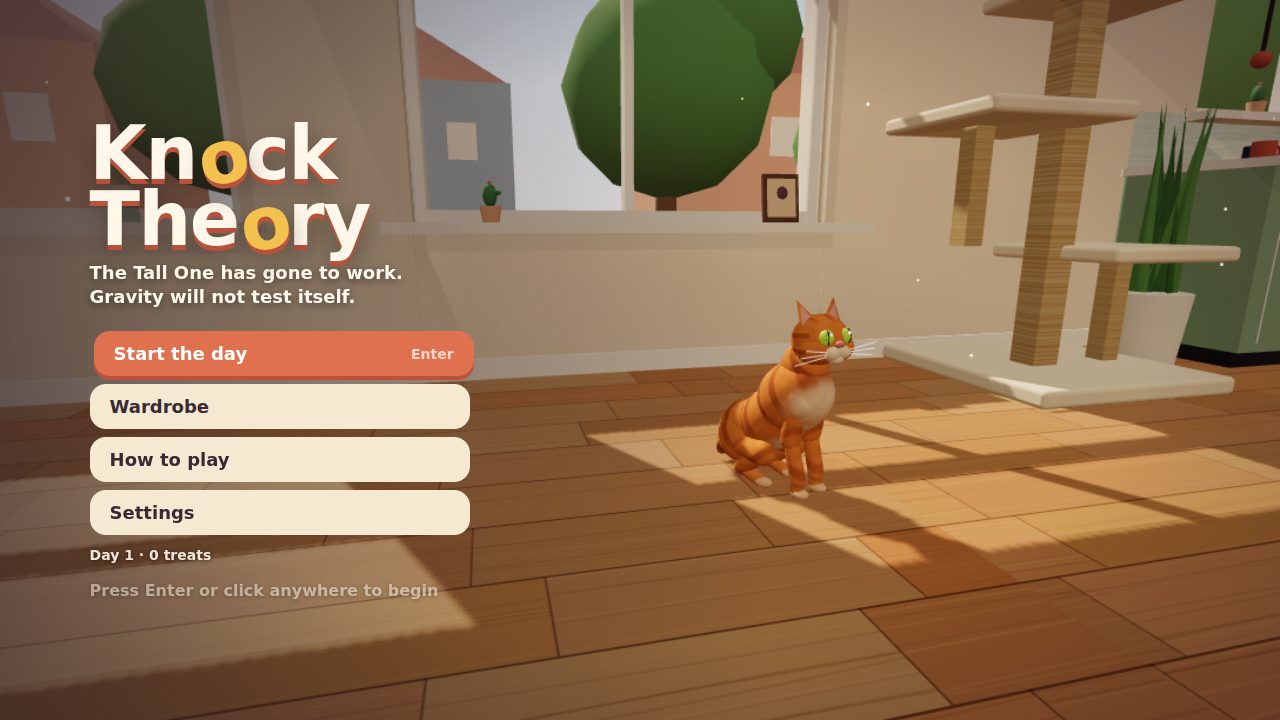 Knock
Theory
The Tall One has gone to work.
Gravity will not test itself.
Start the day Enter
Wardrobe
How to play
Settings
Day 1 · 0 treats
Press Enter or click anywhere to begin